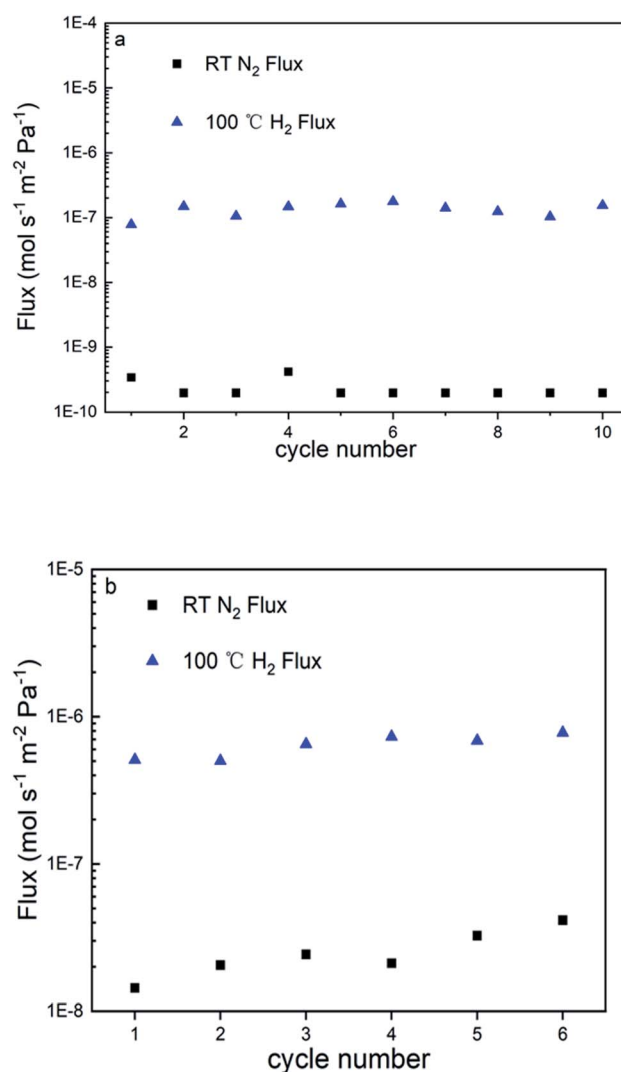 a
1E-4
RT N₂ Flux
1E-5
100 ℃ H₂ Flux
1E-6
1E-7
1E-8
1E-9
1E-10
Flux (mol s⁻¹ m⁻² Pa⁻¹)
2 4 6 8 10
cycle number
b
1E-5
RT N₂ Flux
100 ℃ H₂ Flux
1E-6
1E-7
1E-8
Flux (mol s⁻¹ m⁻² Pa⁻¹)
1 2 3 4 5 6
cycle number